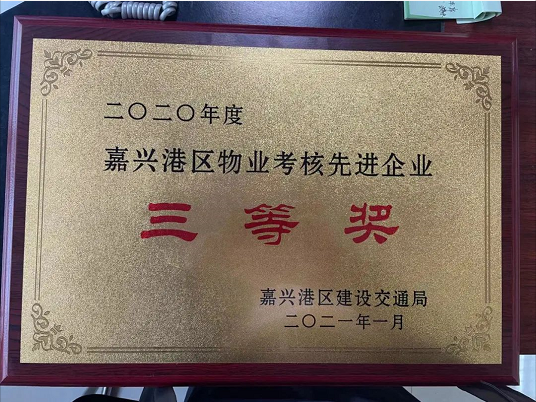 二〇二〇年度
嘉兴港区物业考核先进企业
三等奖
嘉兴港区建设交通局
二〇二一年一月